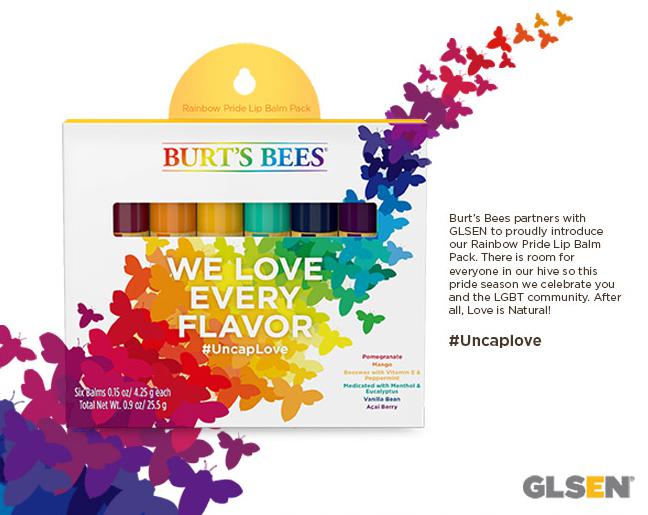 Rainbow Pride Lip Balm Pack
BURT'S BEES®
WE LOVE
EVERY
FLAVOR
#UncapLove
Pomegranate
Mango
Beeswax with Vitamin E &
Peppermint
Medicated with Menthol &
Eucalyptus
Vanilla Bean
Acai Berry
Six Balms 0.15 oz/ 4.25 g each
Total Net Wt. 0.9 oz/ 25.5 g
Burt's Bees partners with
GLSEN to proudly introduce
our Rainbow Pride Lip Balm
Pack. There is room for
everyone in our hive so this
pride season we celebrate you
and the LGBT community. After
all, Love is Natural!
#Uncaplove
GLSEN®